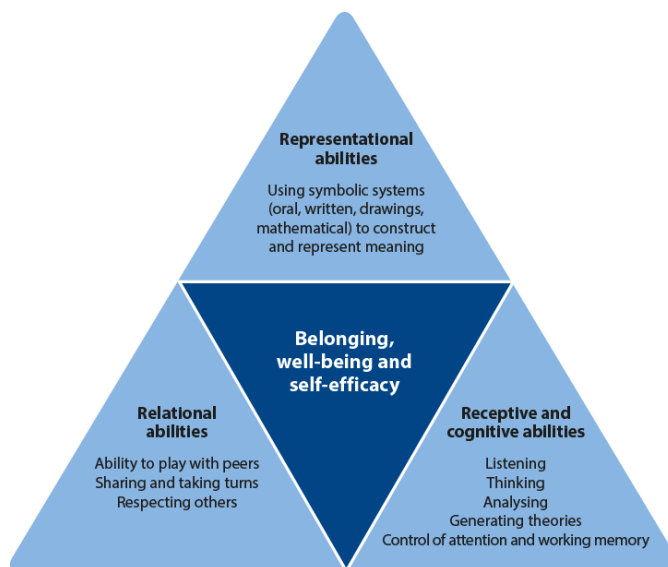 Representational
abilities
Using symbolic systems
(oral, written, drawings,
mathematical) to construct
and represent meaning
Belonging,
well-being and
self-efficacy
Relational
abilities
Ability to play with peers
Sharing and taking turns
Respecting others
Receptive and
cognitive abilities
Listening
Thinking
Analysing
Generating theories
Control of attention and working memory